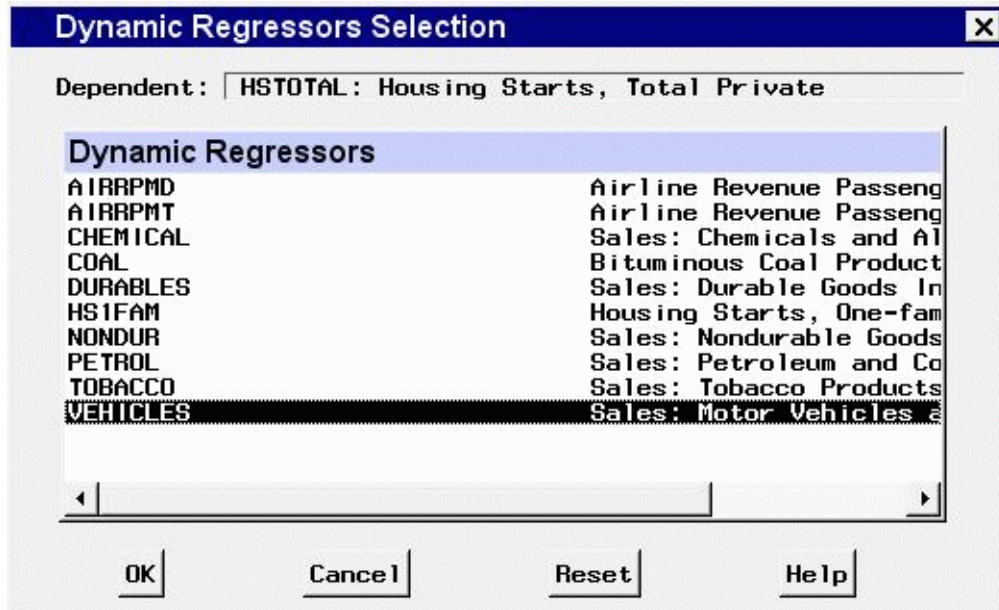 Dynamic Regressors Selection
Dependent: HSTOTAL: Housing Starts, Total Private
Dynamic Regressors
AIRRPMD Airline Revenue Passeng
AIRRPMT Airline Revenue Passeng
CHEMICAL Sales: Chemicals and Al
COAL Bituminous Coal Product
DURABLES Sales: Durable Goods In
HS1FAM Housing Starts, One-fam
NONDUR Sales: Nondurable Goods
PETROL Sales: Petroleum and Co
TOBACCO Sales: Tobacco Products
VEHICLES Sales: Motor Vehicles a
OK Cancel Reset Help